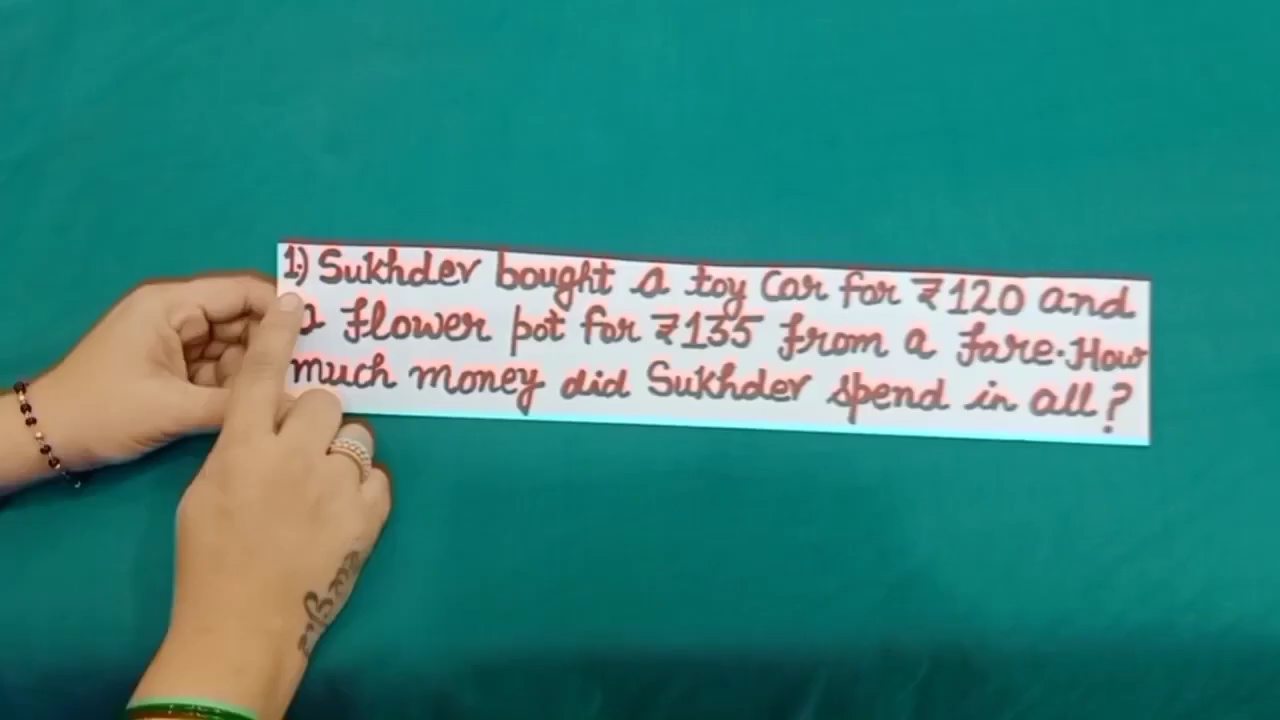 1.) Sukhdev bought a toy Car for ₹120 and
a flower pot for ₹135 from a fare. How
much money did Sukhdev spend in all?